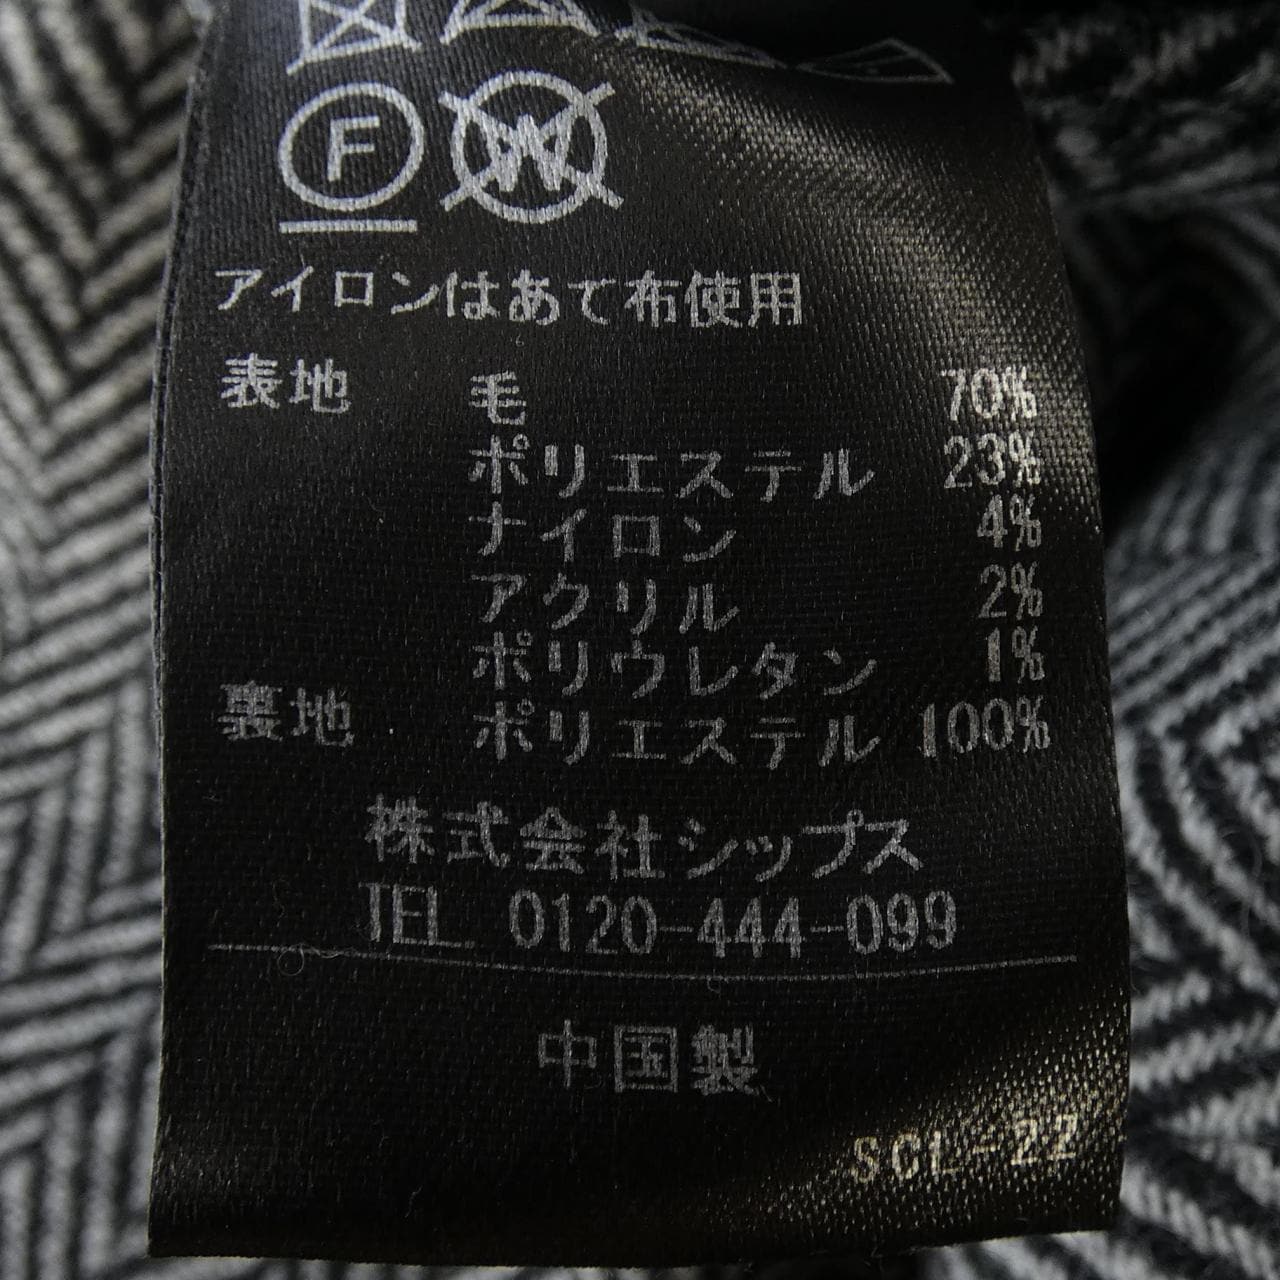 F W
アイロンはあて布使用
表地 毛 70%
ポリエステル 23%
ナイロン 4%
アクリル 2%
ポリウレタン 1%
裏地 ポリエステル 100%
株式会社シップス
TEL 0120-444-099
中国製
SCL-22